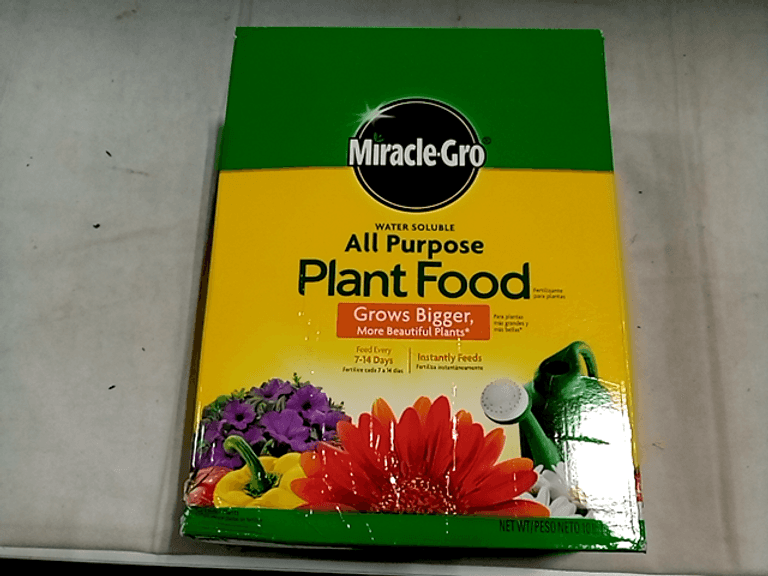 Miracle-Gro®
WATER SOLUBLE
All Purpose
Plant Food
Fertilizante
para plantas
Grows Bigger,
More Beautiful Plants*
Para plantas
más grandes y
más bellas*
Feed Every
7-14 Days
Fertilice cada 7 a 14 días
Instantly Feeds
Fertiliza instantáneamente
NET WT/PESO NETO 10 lb